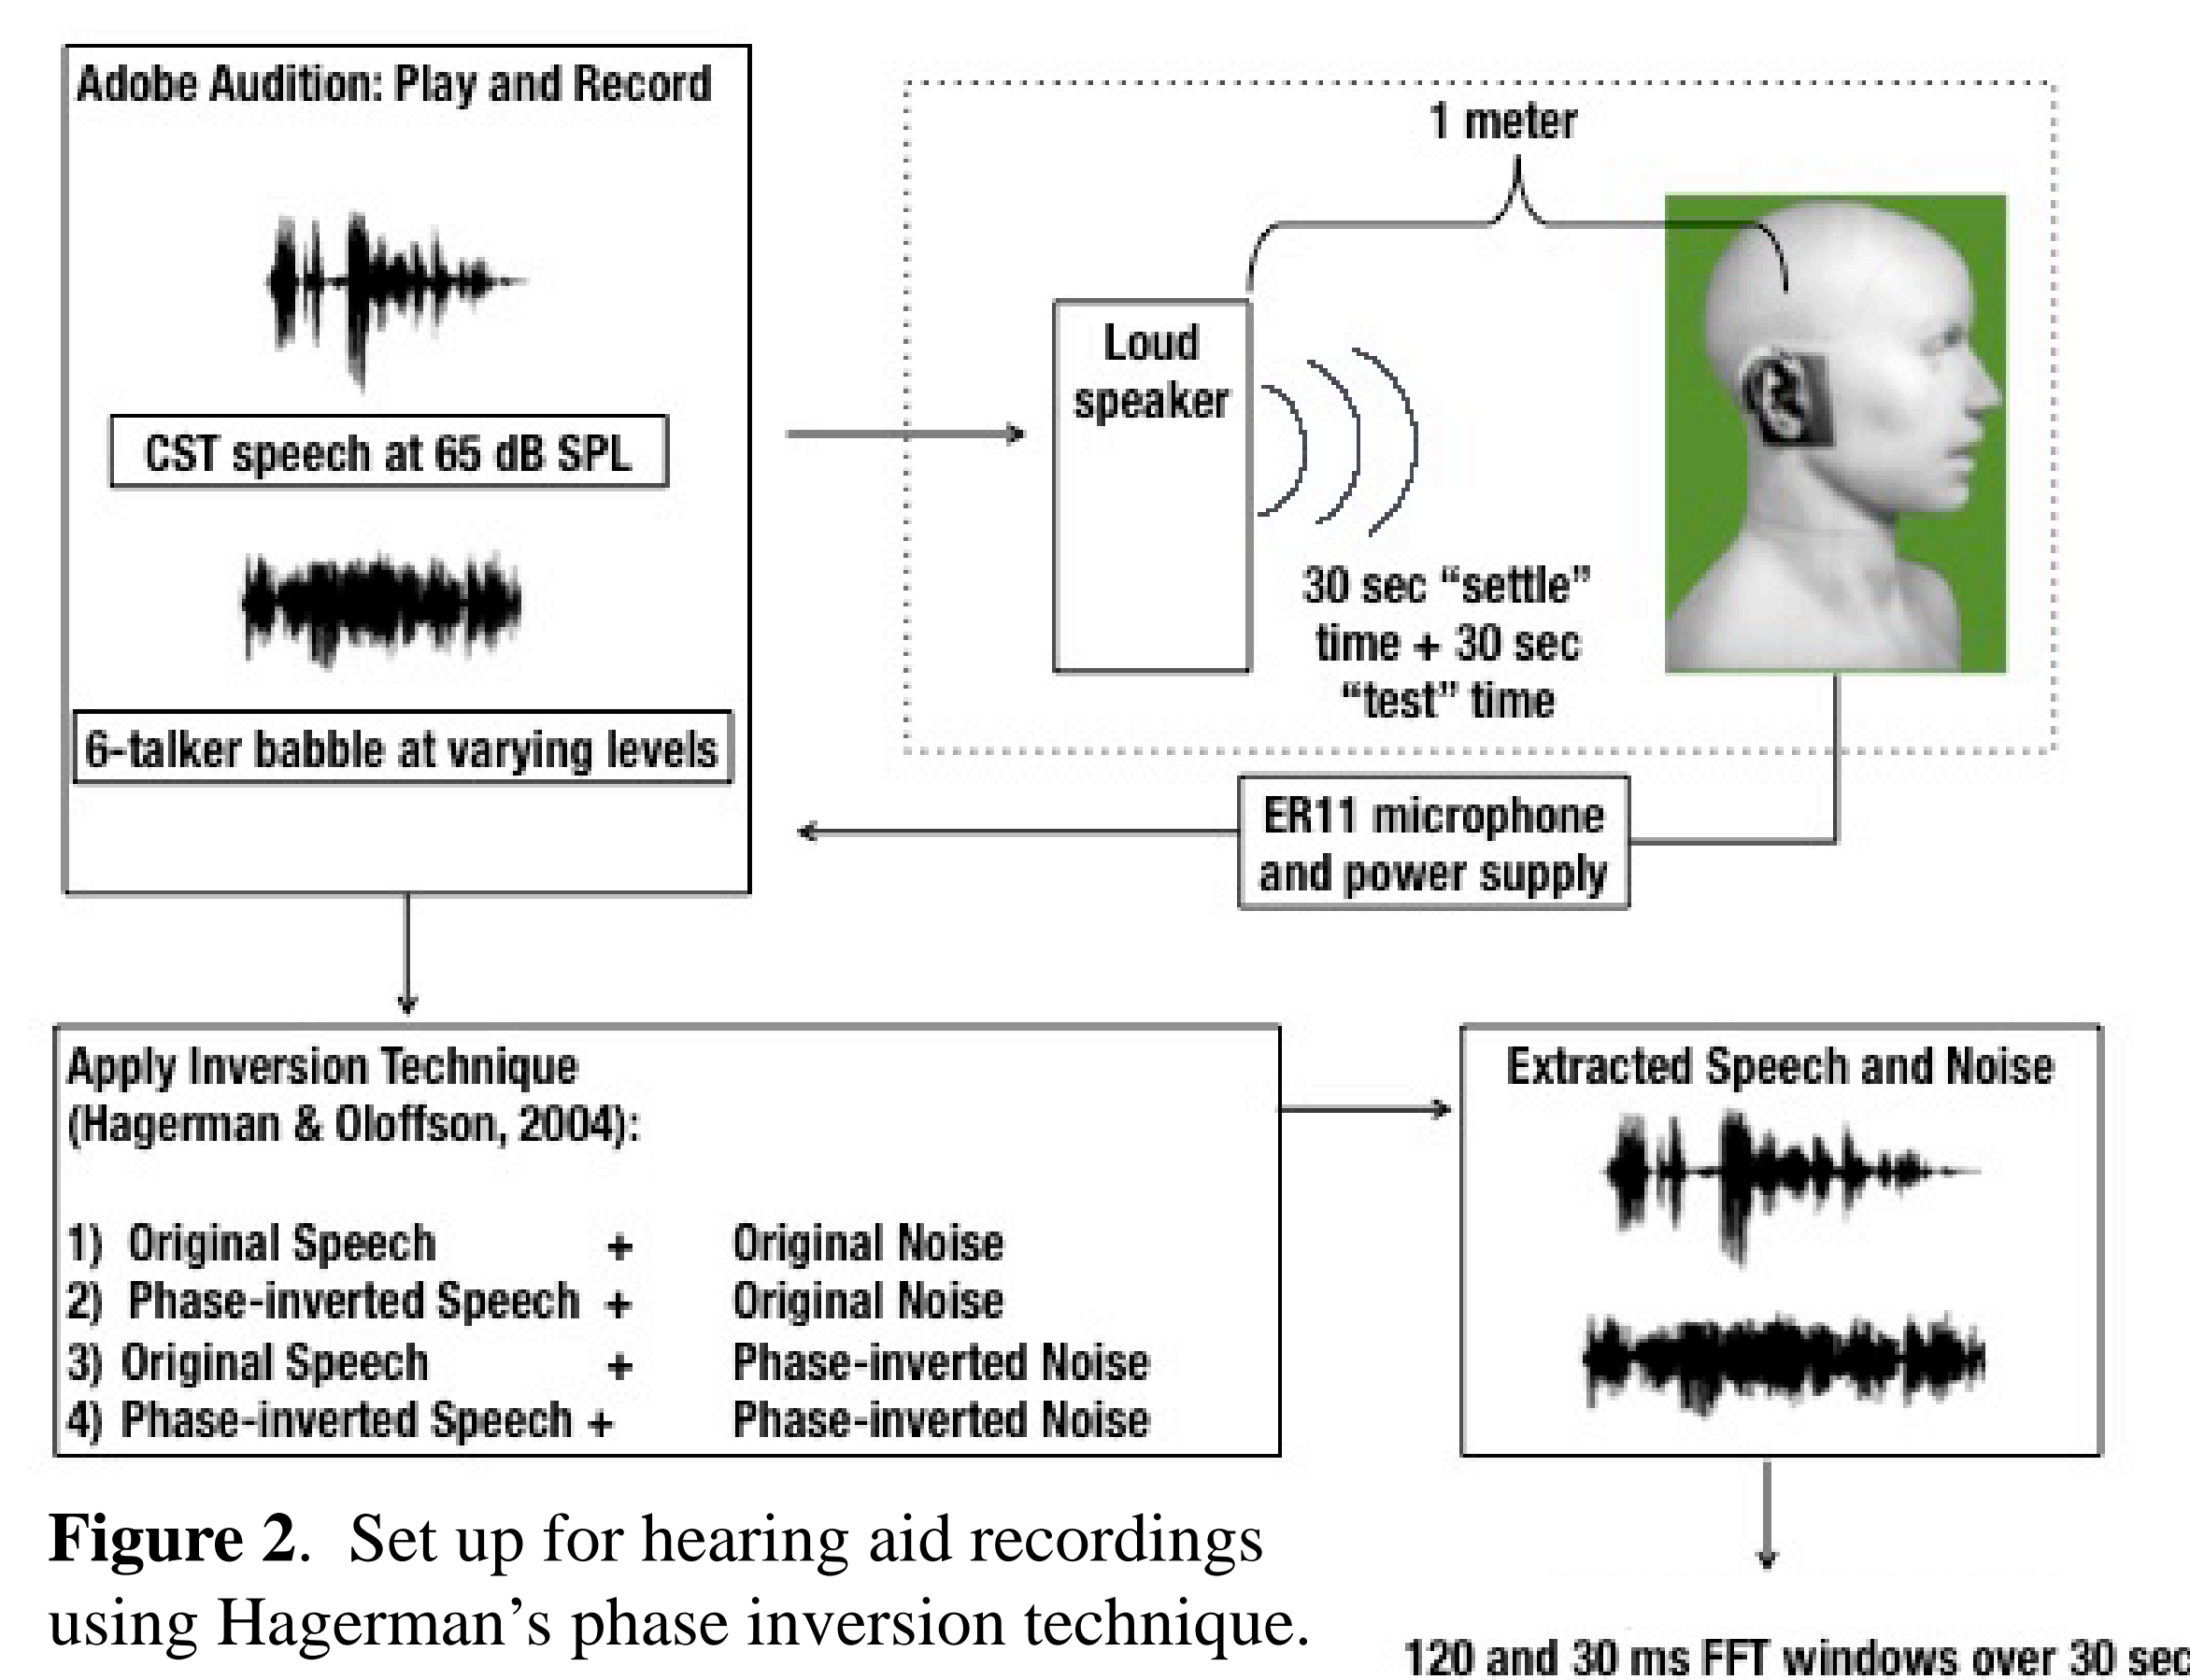 Adobe Audition: Play and Record
CST speech at 65 dB SPL
6-talker babble at varying levels
1 meter
Loud
speaker
30 sec “settle”
time + 30 sec
“test” time
ER11 microphone
and power supply
Apply Inversion Technique
(Hagerman & Oloffson, 2004):
1) Original Speech + Original Noise
2) Phase-inverted Speech + Original Noise
3) Original Speech + Phase-inverted Noise
4) Phase-inverted Speech + Phase-inverted Noise
Extracted Speech and Noise
Figure 2. Set up for hearing aid recordings
using Hagerman’s phase inversion technique.
120 and 30 ms FFT windows over 30 sec